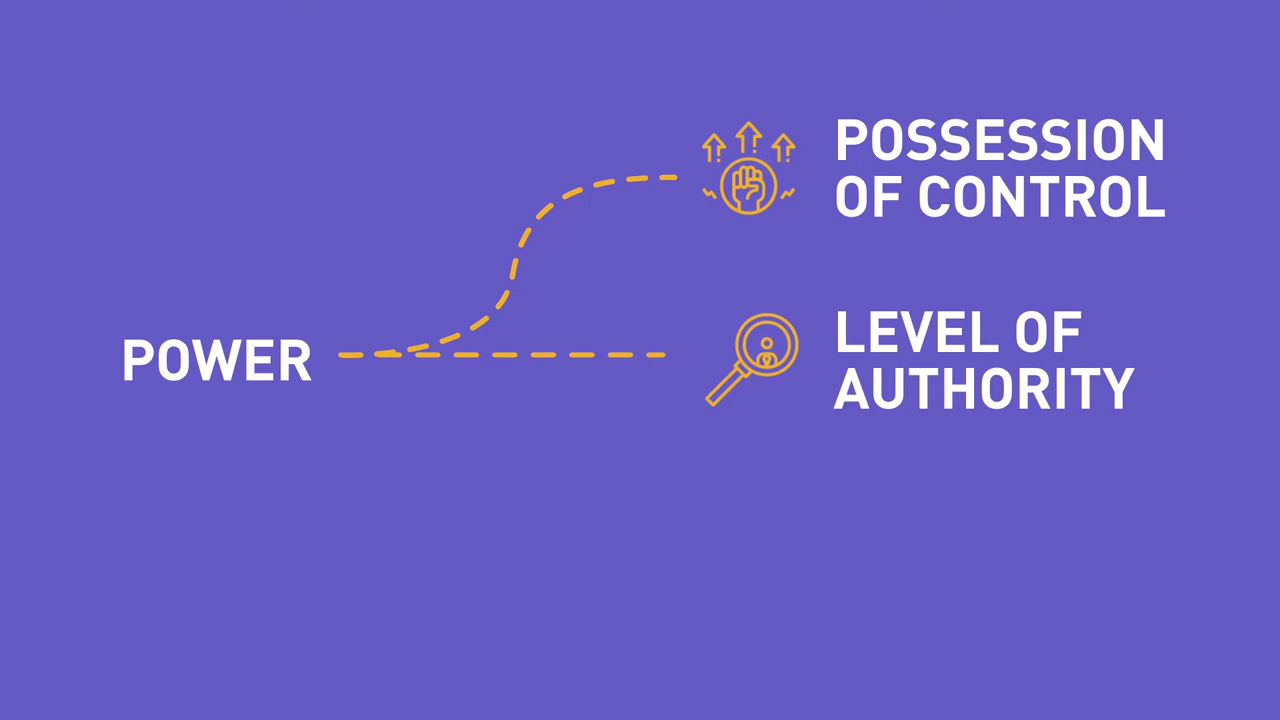 POSSESSION
OF CONTROL
POWER
LEVEL OF
AUTHORITY